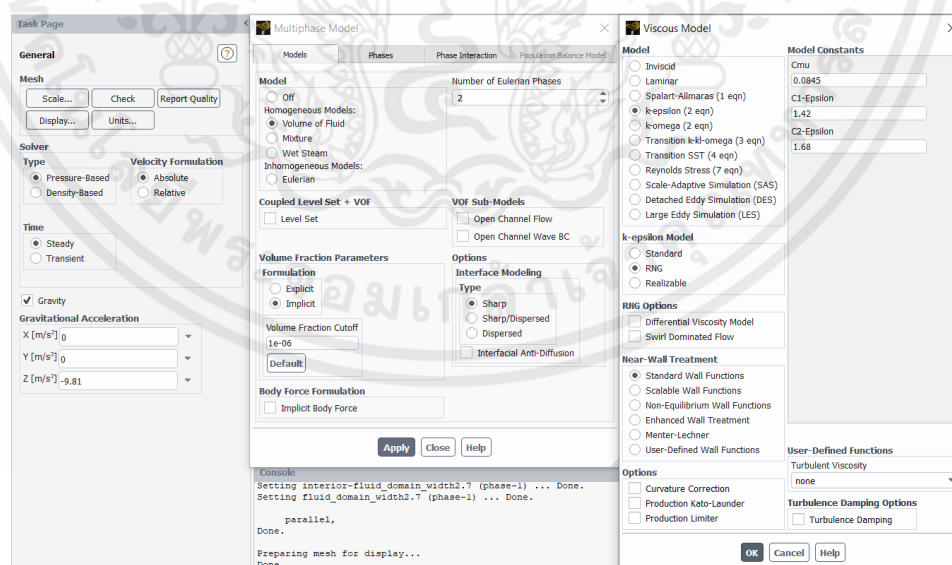 Task Page
General
?
Mesh
Scale... Check Report Quality
Display... Units...
Solver
Type Velocity Formulation
Pressure-Based Absolute
Density-Based Relative
Time
Steady
Transient
Gravity
Gravitational Acceleration
X [m/s²] 0
Y [m/s²] 0
Z [m/s²] -9.81
Multiphase Model
Models Phases Phase Interaction Population Balance Model
Model Number of Eulerian Phases
Off 2
Homogeneous Models:
Volume of Fluid
Mixture
Wet Steam
Inhomogeneous Models:
Eulerian
Coupled Level Set + VOF VOF Sub-Models
Level Set Open Channel Flow
Open Channel Wave BC
Volume Fraction Parameters Options
Formulation Interface Modeling
Explicit Type
Implicit Sharp
Sharp/Dispersed
Volume Fraction Cutoff Dispersed
1e-06
Default Interfacial Anti-Diffusion
Body Force Formulation
Implicit Body Force
Apply Close Help
Console
Setting interior-fluid_domain_width2.7 (phase-1) ... Done.
Setting fluid_domain_width2.7 (phase-1) ... Done.
parallel,
Done.
Preparing mesh for display...
Done.
Viscous Model
Model Model Constants
Inviscid Cmu
Laminar 0.0845
Spalart-Allmaras (1 eqn) C1-Epsilon
k-epsilon (2 eqn) 1.42
k-omega (2 eqn) C2-Epsilon
Transition k-kl-omega (3 eqn) 1.68
Transition SST (4 eqn)
Reynolds Stress (7 eqn)
Scale-Adaptive Simulation (SAS)
Detached Eddy Simulation (DES)
Large Eddy Simulation (LES)
k-epsilon Model
Standard
RNG
Realizable
RNG Options
Differential Viscosity Model
Swirl Dominated Flow
Near-Wall Treatment
Standard Wall Functions
Scalable Wall Functions
Non-Equilibrium Wall Functions
Enhanced Wall Treatment
Menter-Lechner
User-Defined Wall Functions User-Defined Functions
Turbulent Viscosity
Options none
Curvature Correction
Production Kato-Launder Turbulence Damping Options
Production Limiter Turbulence Damping
OK Cancel Help